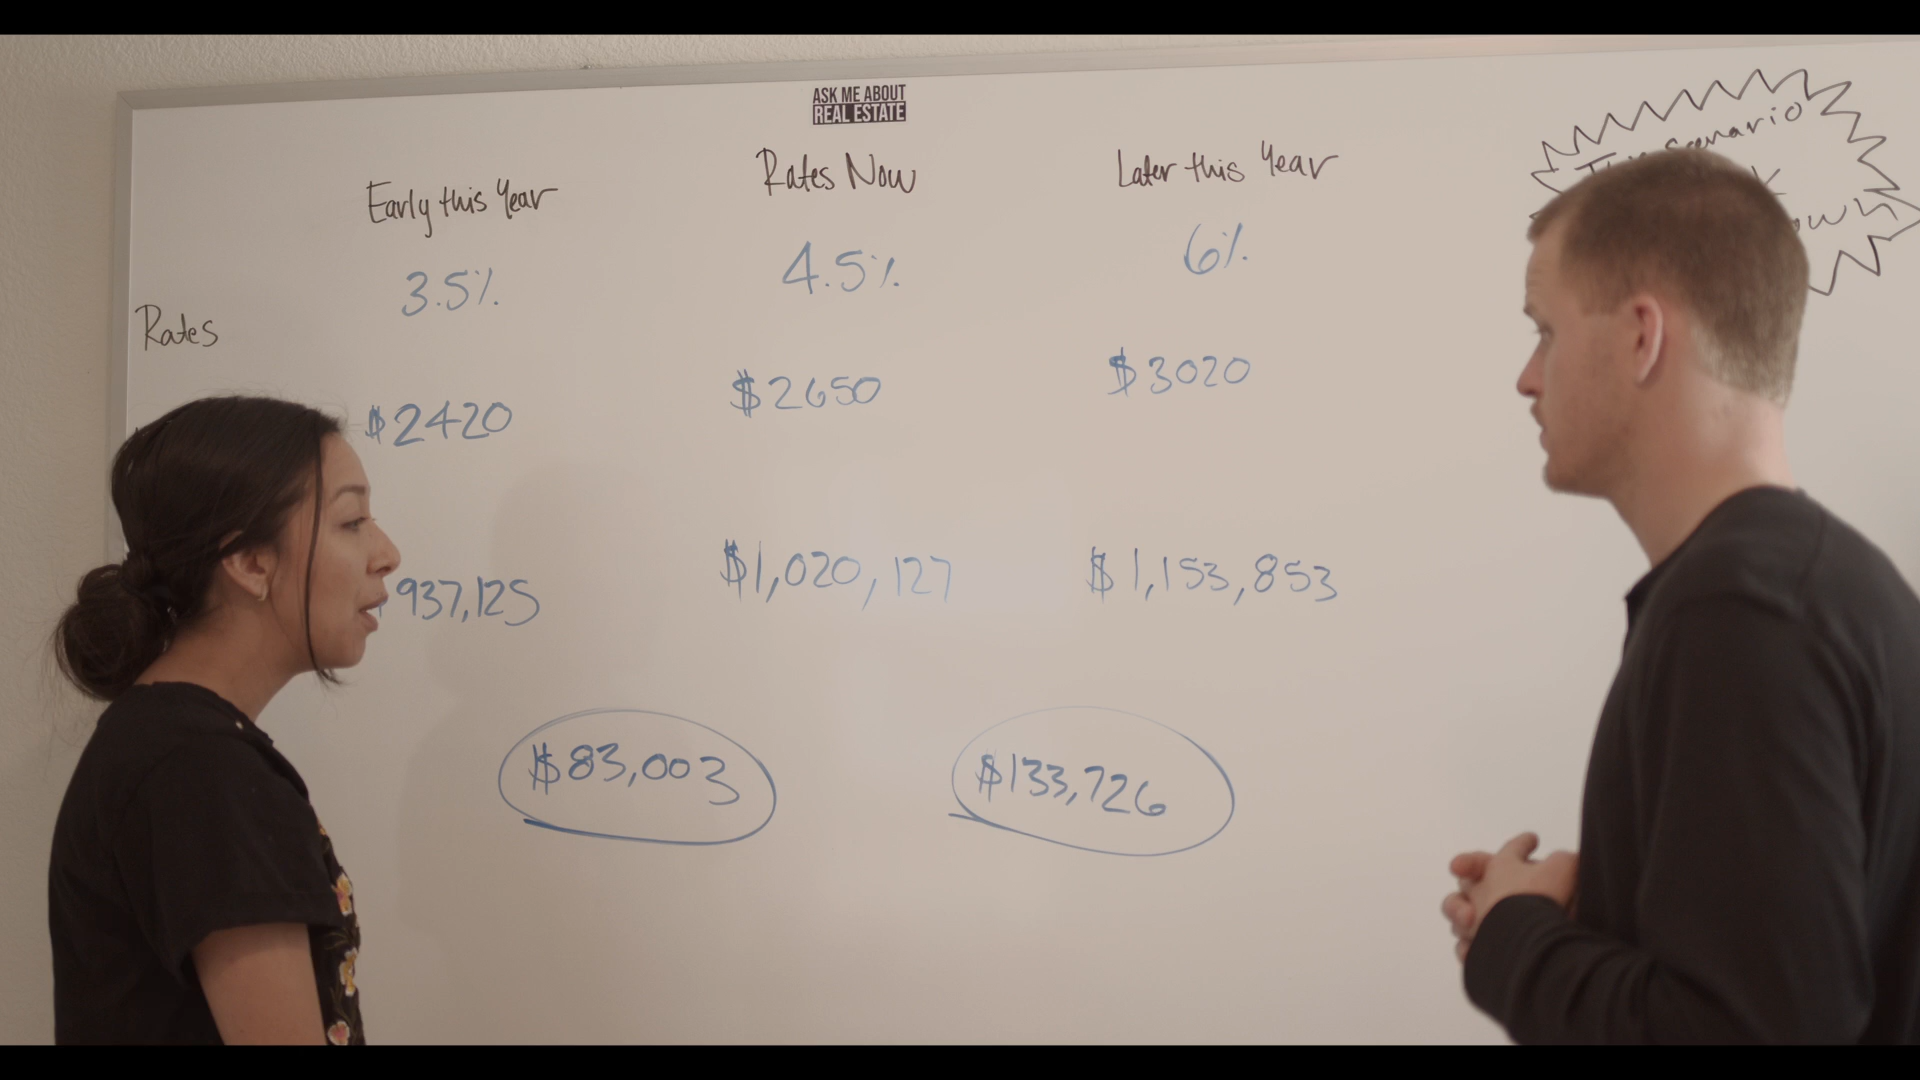 ASK ME ABOUT
REAL ESTATE
Early this Year
Rates Now
Later this Year
Scenario
Rates
3.5%
4.5%
6%
$2420
$2650
$3020
937,125
$1,020,127
$1,153,853
$83,003
$133,726